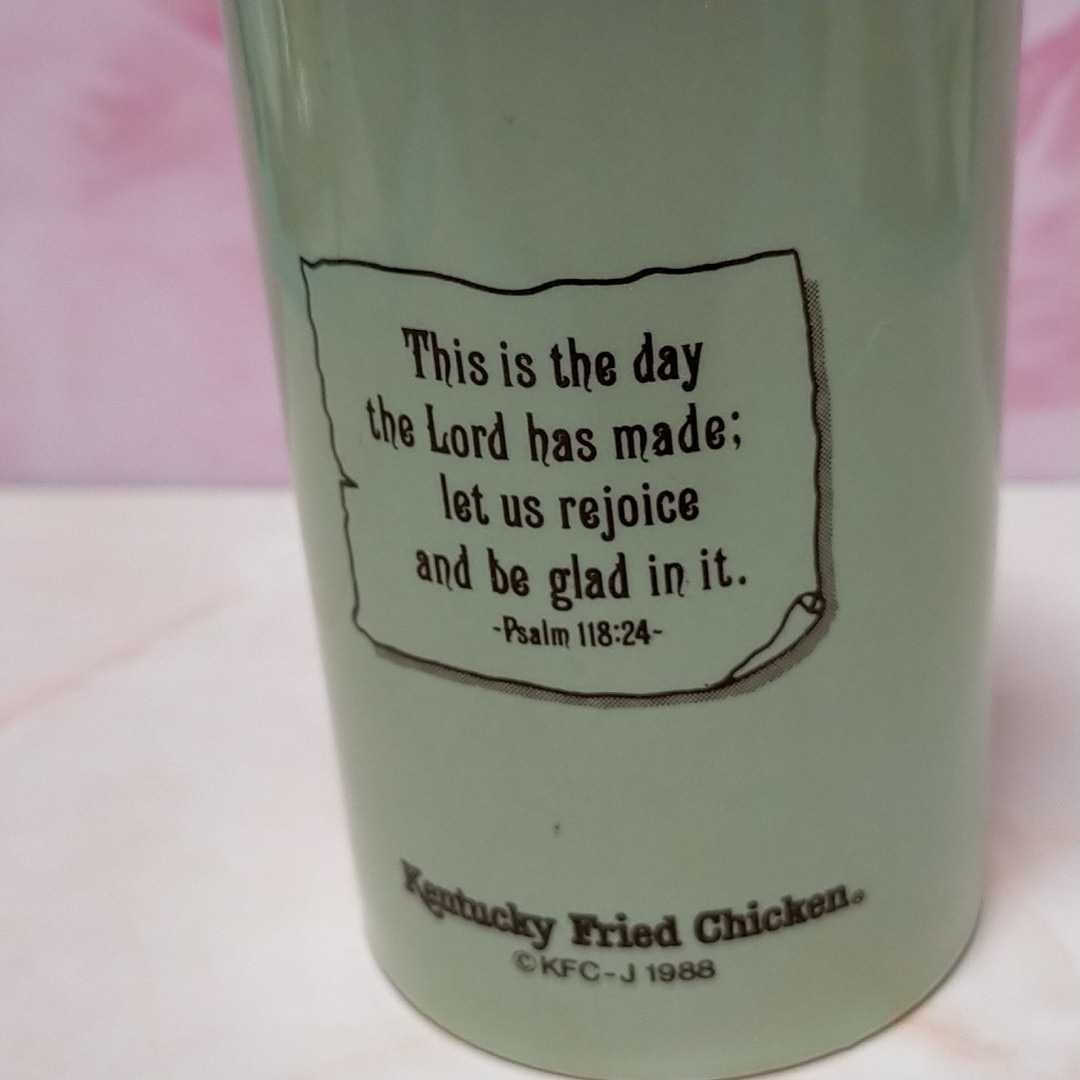 This is the day
the Lord has made;
let us rejoice
and be glad in it.
-Psalm 118:24-
Kentucky Fried Chicken®
©KFC-J 1988